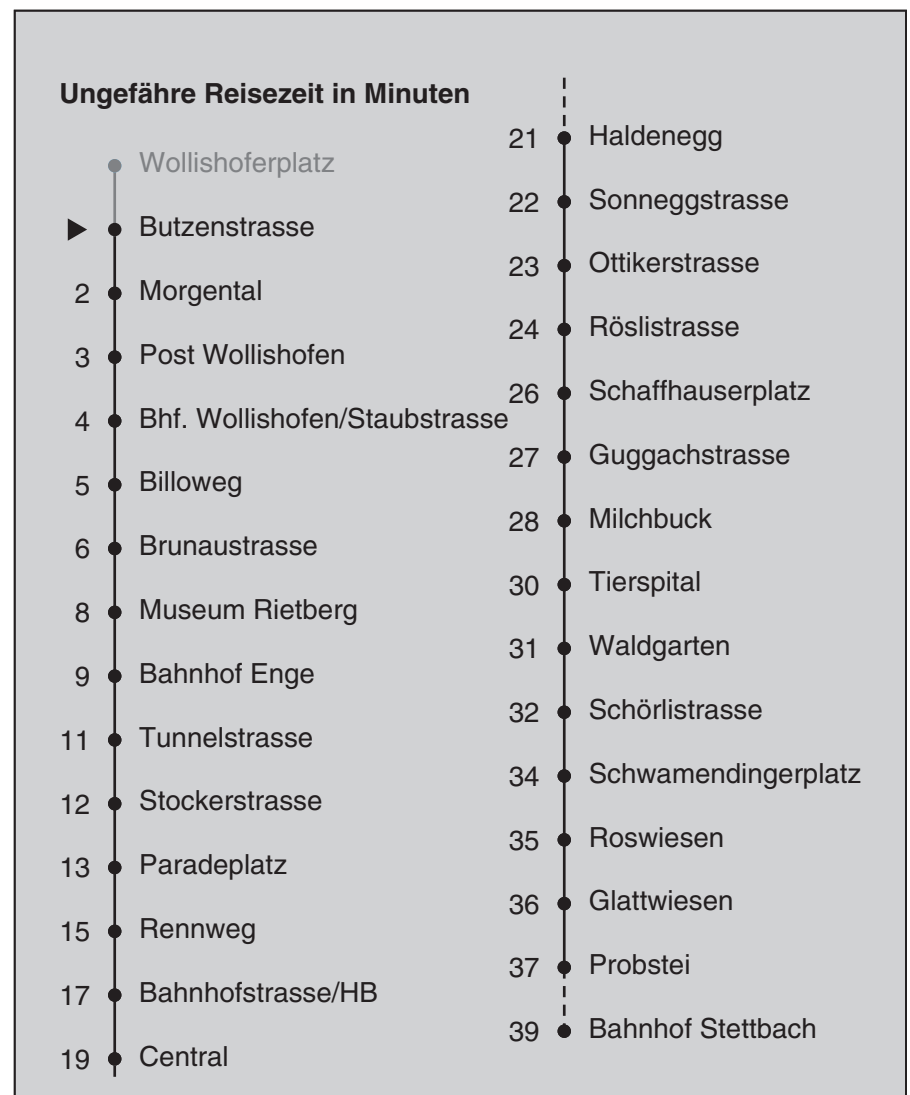 Ungefähre Reisezeit in Minuten
Wollishoferplatz
Butzenstrasse
2 Morgental
3 Post Wollishofen
4 Bhf. Wollishofen/Staubstrasse
5 Billoweg
6 Brunaustrasse
8 Museum Rietberg
9 Bahnhof Enge
11 Tunnelstrasse
12 Stockerstrasse
13 Paradeplatz
15 Rennweg
17 Bahnhofstrasse/HB
19 Central
21 Haldenegg
22 Sonneggstrasse
23 Ottikerstrasse
24 Röslistrasse
26 Schaffhauserplatz
27 Guggachstrasse
28 Milchbuck
30 Tierspital
31 Waldgarten
32 Schörlistrasse
34 Schwamendingerplatz
35 Roswiesen
36 Glattwiesen
37 Probstei
39 Bahnhof Stettbach